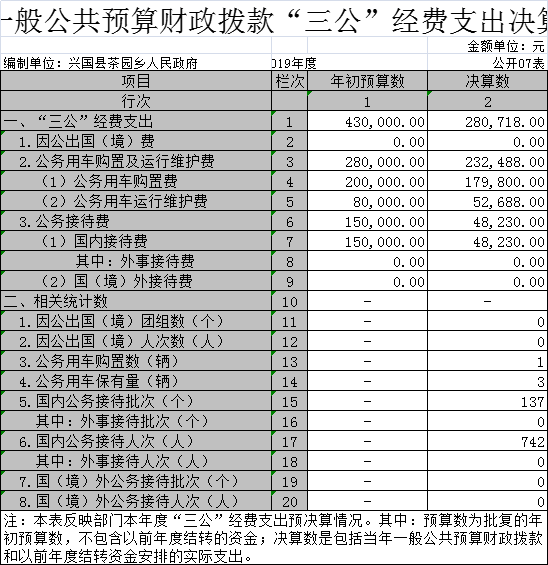 一般公共预算财政拨款“三公”经费支出决算
金额单位：元
编制单位：兴国县茶园乡人民政府 019年度 公开07表
项目 栏次 年初预算数 决算数
行次 1 2
一、“三公”经费支出 1 430,000.00 280,718.00
1.因公出国（境）费 2 0.00 0.00
2.公务用车购置及运行维护费 3 280,000.00 232,488.00
（1）公务用车购置费 4 200,000.00 179,800.00
（2）公务用车运行维护费 5 80,000.00 52,688.00
3.公务接待费 6 150,000.00 48,230.00
（1）国内接待费 7 150,000.00 48,230.00
其中：外事接待费 8 0.00 0.00
（2）国（境）外接待费 9 0.00 0.00
二、相关统计数 10 － －
1.因公出国（境）团组数（个） 11 － 0
2.因公出国（境）人次数（人） 12 － 0
3.公务用车购置数（辆） 13 － 1
4.公务用车保有量（辆） 14 － 3
5.国内公务接待批次（个） 15 － 137
其中：外事接待批次（个） 16 － 0
6.国内公务接待人次（人） 17 － 742
其中：外事接待人次（人） 18 － 0
7.国（境）外公务接待批次（个） 19 － 0
8.国（境）外公务接待人次（人） 20 － 0
注：本表反映部门本年度“三公”经费支出预决算情况。其中：预算数为批复的年
初预算数，不包含以前年度结转的资金；决算数是包括当年一般公共预算财政拨款
和以前年度结转资金安排的实际支出。